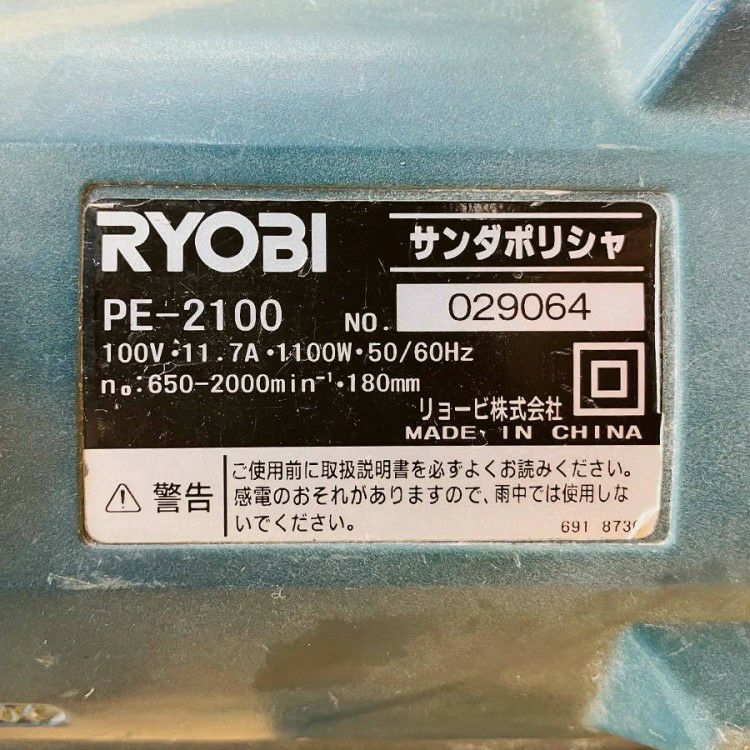 RYOBI
サンダポリシャ
PE-2100
NO. 029064
100V・11.7A・1100W・50/60Hz
n₀:650-2000min⁻¹・180mm
リョービ株式会社
MADE IN CHINA
警告
ご使用前に取扱説明書を必ずよくお読みください。
感電のおそれがありますので、雨中では使用しな
いでください。
691 873